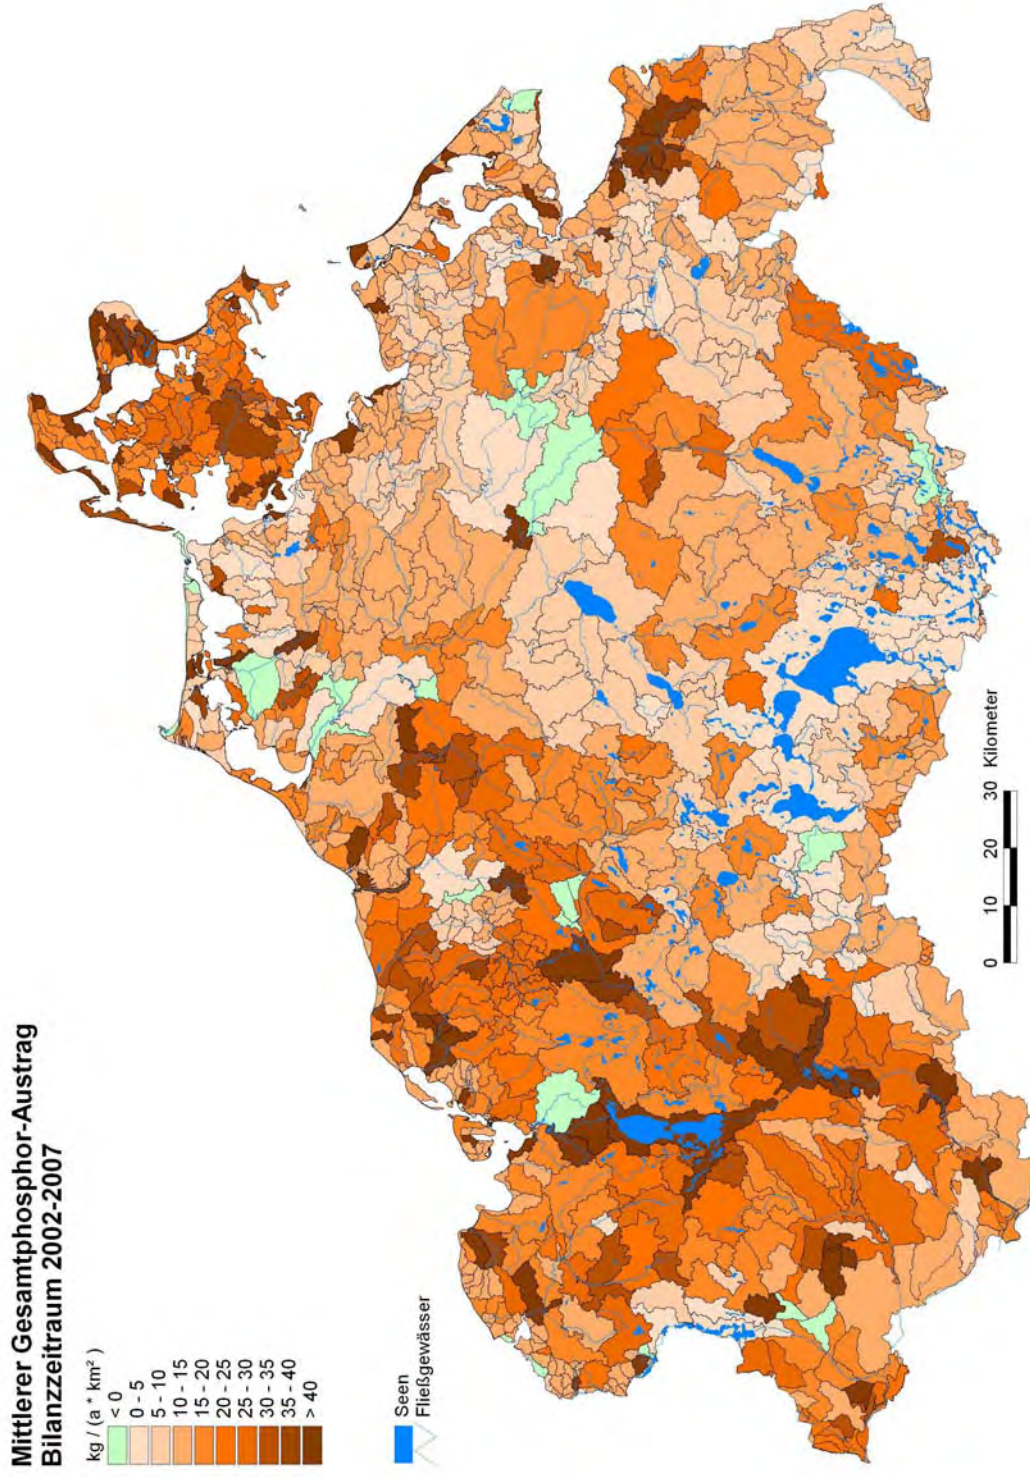 Mittlerer Gesamtphosphor-Austrag
Bilanzzeitraum 2002-2007
kg / (a * km² )
< 0
0 - 5
5 - 10
10 - 15
15 - 20
20 - 25
25 - 30
30 - 35
35 - 40
> 40
Seen
Fließgewässer
0 10 20 30 Kilometer